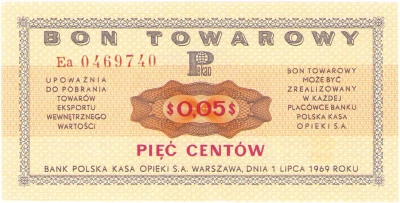 BON TOWAROWY
Ea 0469740
Pekao
UPOWAŻNIA
DO POBRANIA
TOWARÓW
EKSPORTU
WEWNĘTRZNEGO
WARTOŚCI
$0,05$
BON TOWAROWY
MOŻE BYĆ
ZREALIZOWANY
W KAŻDEJ
PLACÓWCE BANKU
POLSKA KASA
OPIEKI S.A.
PIĘĆ CENTÓW
BANK POLSKA KASA OPIEKI S.A. WARSZAWA, DNIA 1 LIPCA 1969 ROKU